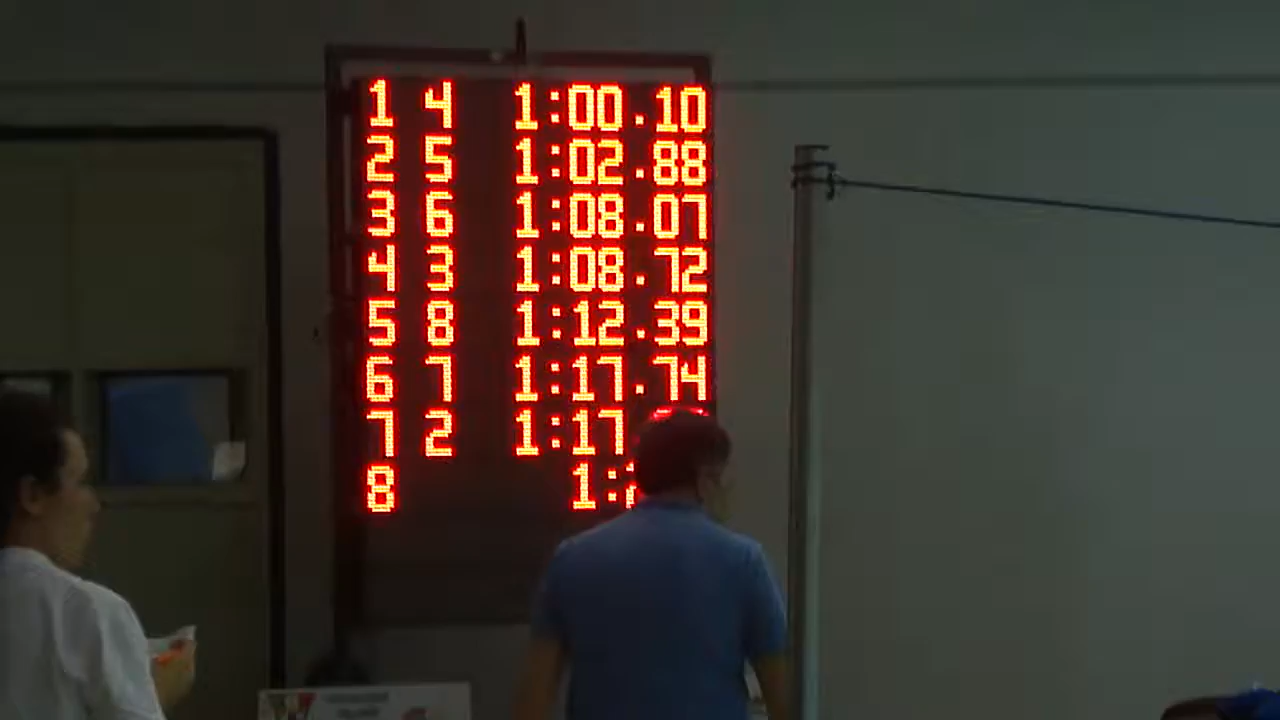 1 4 1:00.10
2 5 1:02.88
3 6 1:08.07
4 3 1:08.72
5 8 1:12.39
6 7 1:17.74
7 2 1:17
8 1: